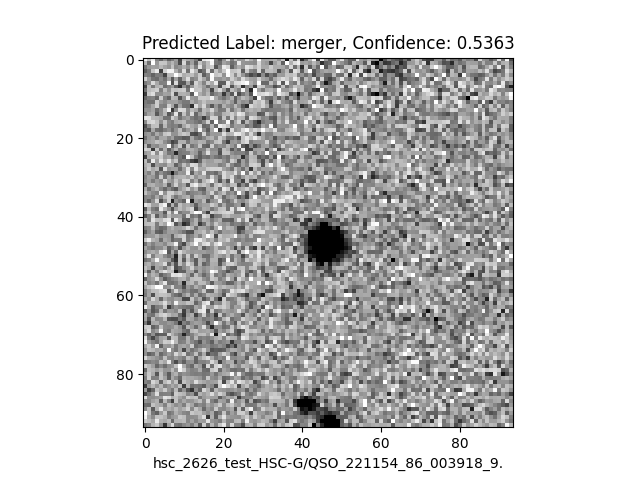 Predicted Label: merger, Confidence: 0.5363
0
20
40
60
80
0 20 40 60 80
hsc_2626_test_HSC-G/QSO_221154_86_003918_9.